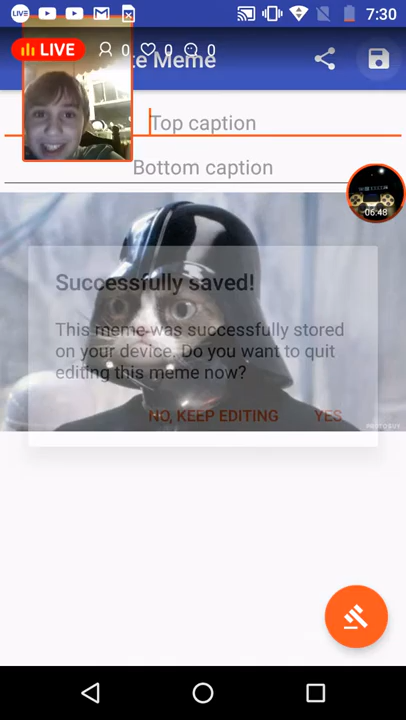 LIVE
7:30
LIVE 0 0 0
te Meme
Top caption
Bottom caption
-06:48
Successfully saved!
This meme was successfully stored
on your device. Do you want to quit
editing this meme now?
NO, KEEP EDITING YES